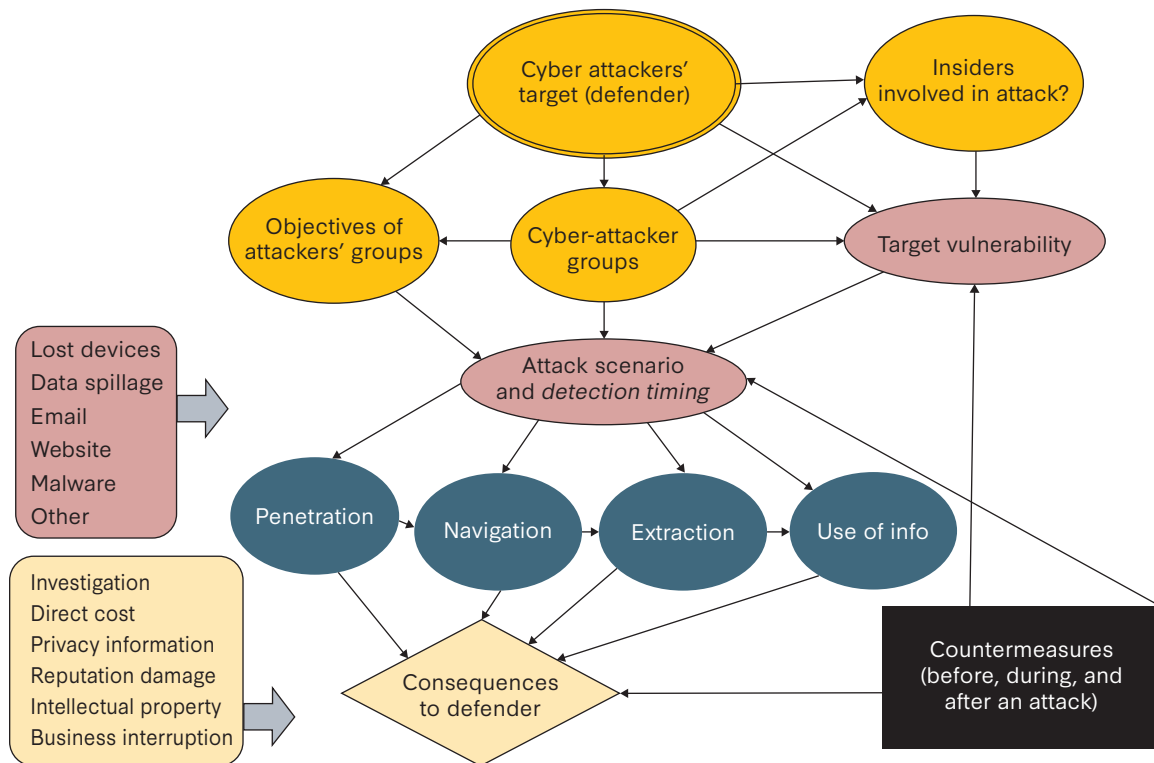 Cyber attackers'
target (defender)
Insiders
involved in attack?
Objectives of
attackers' groups
Cyber-attacker
groups
Target vulnerability
Attack scenario
and detection timing
Lost devices
Data spillage
Email
Website
Malware
Other
Penetration
Navigation
Extraction
Use of info
Investigation
Direct cost
Privacy information
Reputation damage
Intellectual property
Business interruption
Consequences
to defender
Countermeasures
(before, during, and
after an attack)